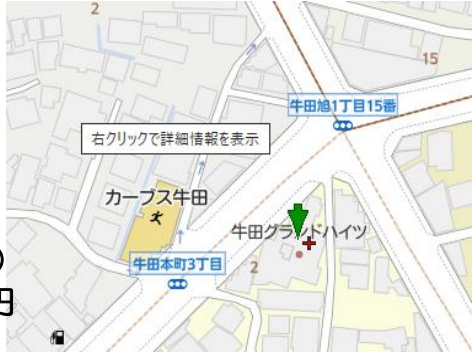 2
15
牛田旭1丁目15番
右クリックで詳細情報を表示
カーブス牛田
牛田グランドハイツ
牛田本町3丁目
2
円